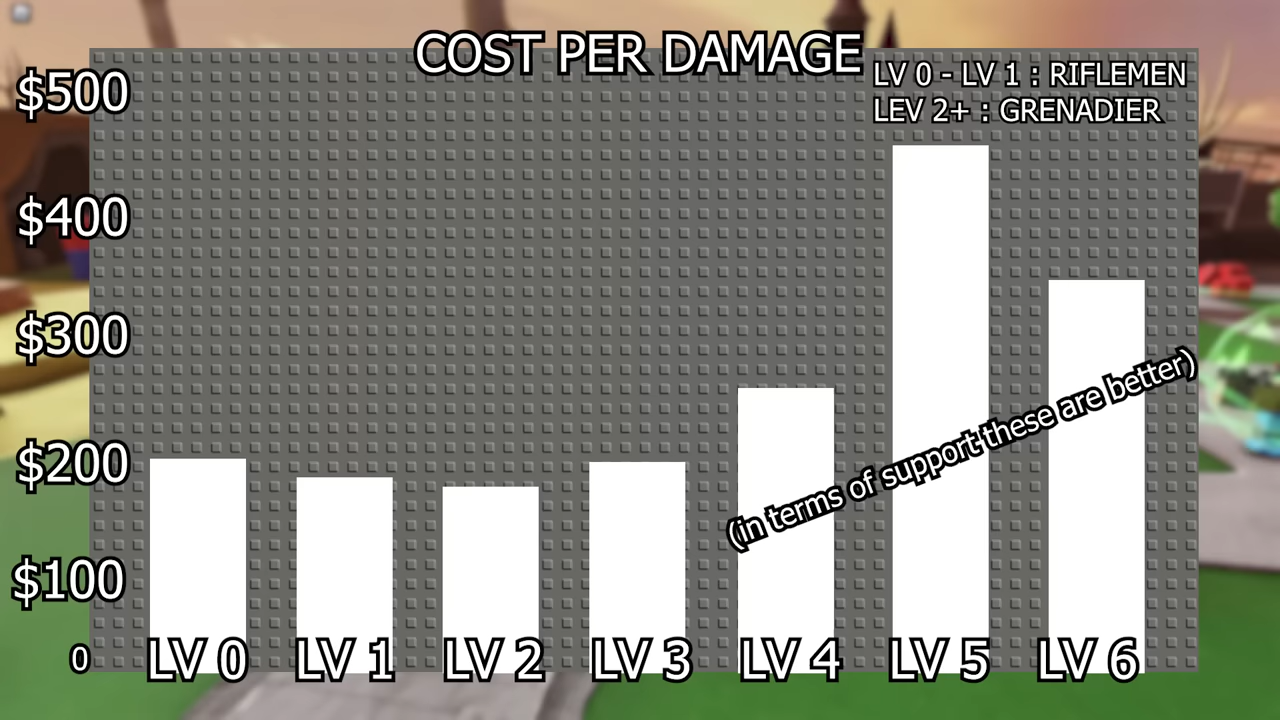 COST PER DAMAGE
LV 0 - LV 1 : RIFLEMEN
LEV 2+ : GRENADIER
$500
$400
$300
$200
$100
0
(in terms of support these are better)
LV 0
LV 1
LV 2
LV 3
LV 4
LV 5
LV 6